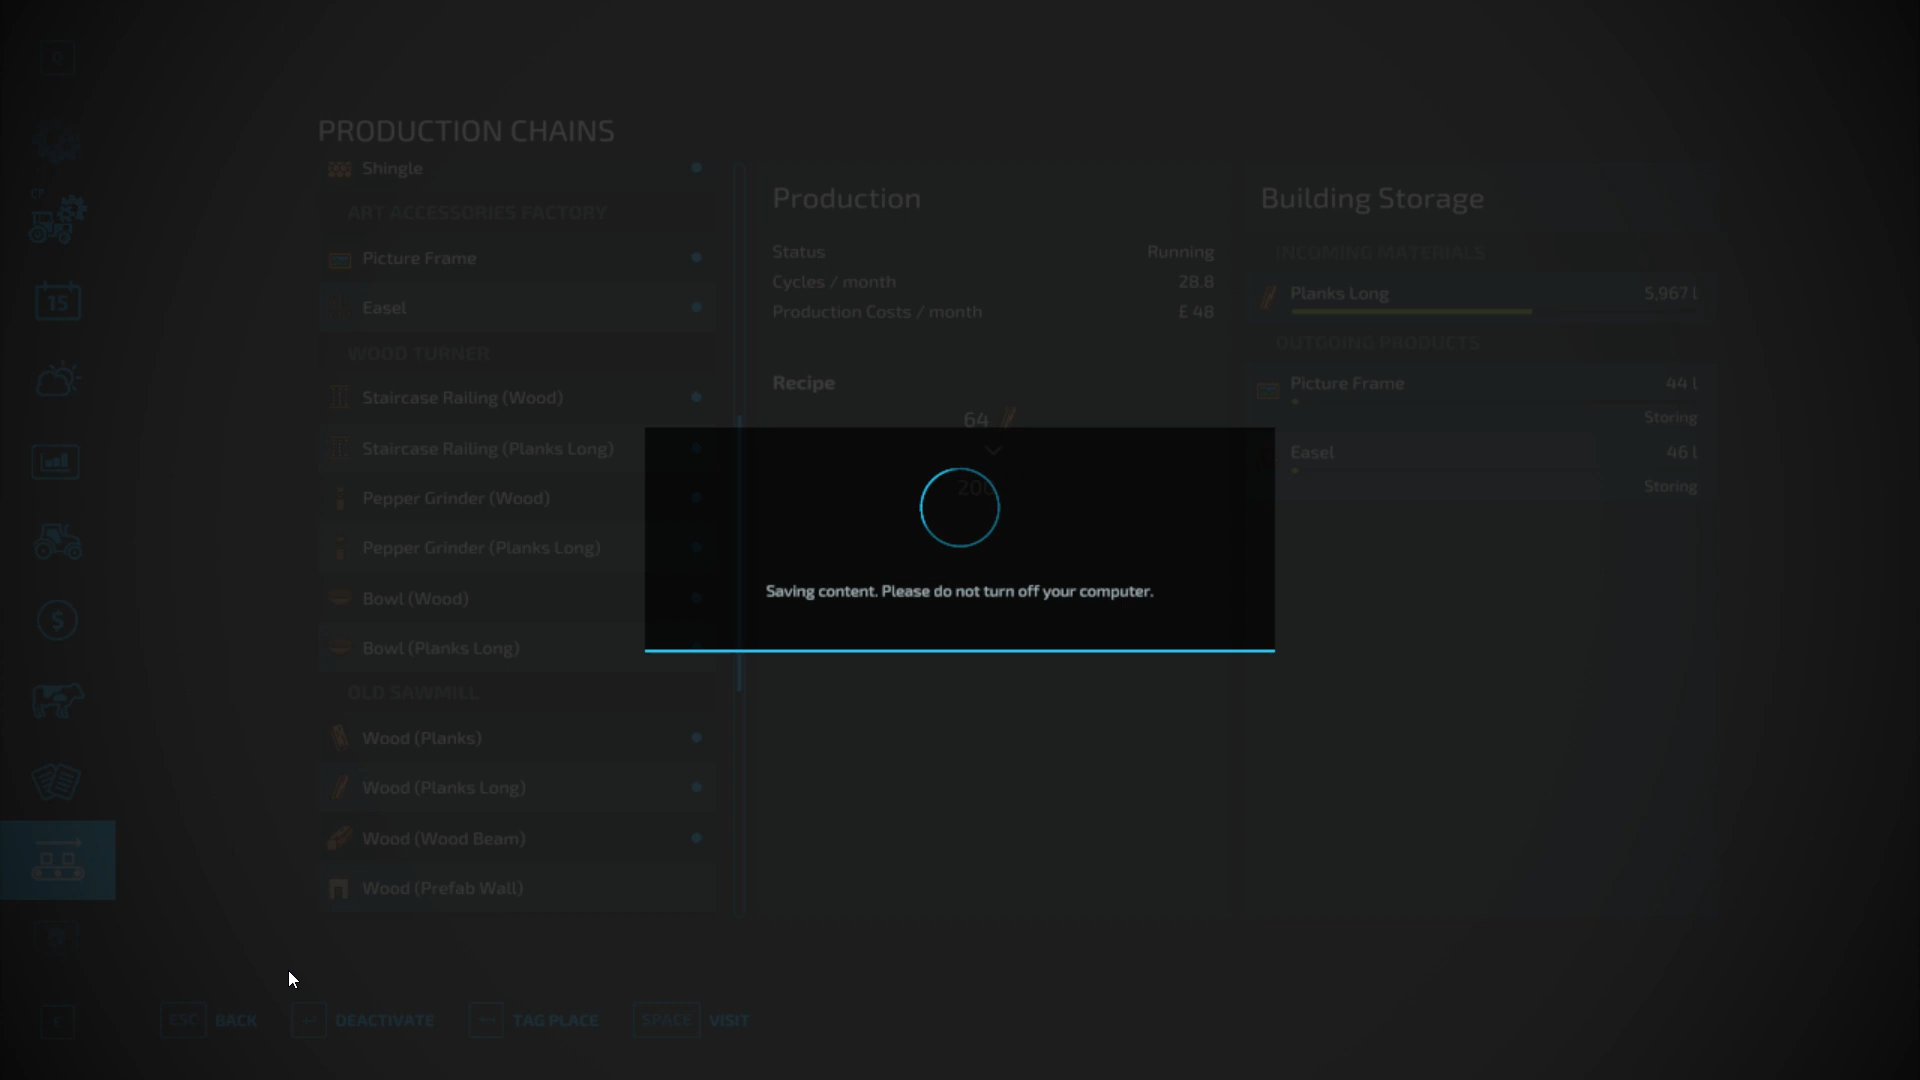 Q
15
PRODUCTION CHAINS
Shingle
ART ACCESSORIES FACTORY
Picture Frame
Easel
WOOD TURNER
Staircase Railing (Wood)
Staircase Railing (Planks Long)
Pepper Grinder (Wood)
Pepper Grinder (Planks Long)
Bowl (Wood)
Bowl (Planks Long)
OLD SAWMILL
Wood (Planks)
Wood (Planks Long)
Wood (Wood Beam)
Wood (Prefab Wall)
Production
Status Running
Cycles / month 28.8
Production Costs / month £ 48
Recipe
64
200
Building Storage
INCOMING MATERIALS
Planks Long 5,967 l
OUTGOING PRODUCTS
Picture Frame 44 l
Storing
Easel 46 l
Storing
Saving content. Please do not turn off your computer.
E
ESC BACK DEACTIVATE TAG PLACE SPACE VISIT